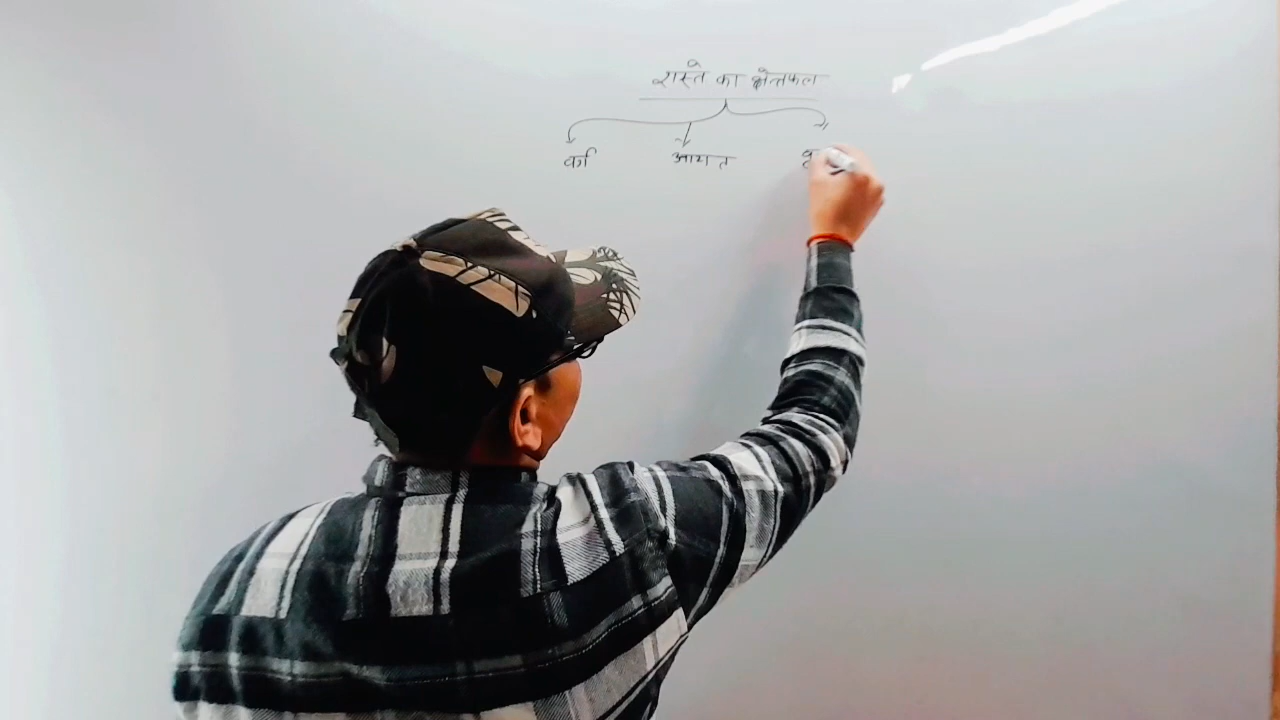 रास्ते का क्षेत्रफल
वर्ग आयत वृ